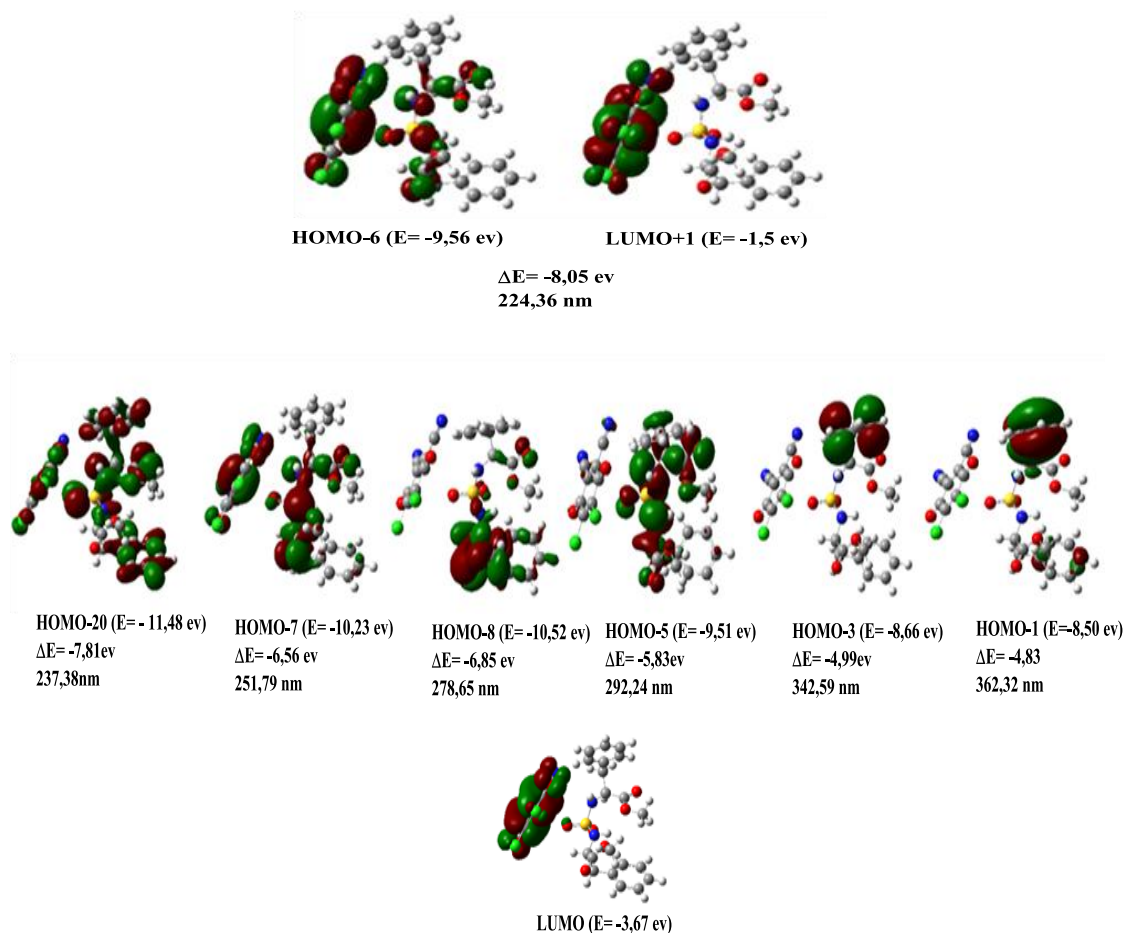 HOMO-6 (E= -9,56 ev)
LUMO+1 (E= -1,5 ev)
ΔE= -8,05 ev
224,36 nm
HOMO-20 (E= - 11,48 ev)
ΔE= -7,81ev
237,38nm
HOMO-7 (E= -10,23 ev)
ΔE= -6,56 ev
251,79 nm
HOMO-8 (E= -10,52 ev)
ΔE= -6,85 ev
278,65 nm
HOMO-5 (E= -9,51 ev)
ΔE= -5,83ev
292,24 nm
HOMO-3 (E= -8,66 ev)
ΔE= -4,99ev
342,59 nm
HOMO-1 (E=-8,50 ev)
ΔE= -4,83
362,32 nm
LUMO (E= -3,67 ev)